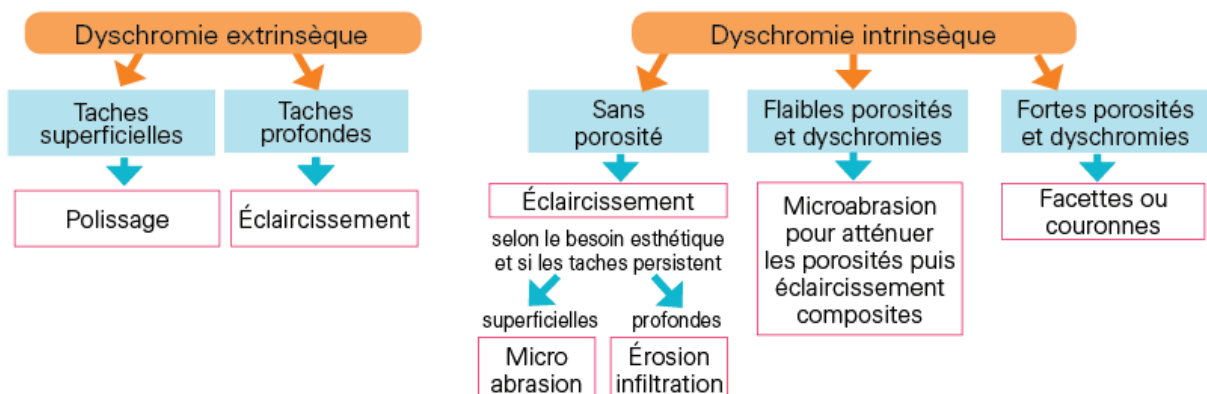 Dyschromie extrinsèque
Taches
superficielles
Polissage
Taches
profondes
Éclaircissement
Dyschromie intrinsèque
Sans
porosité
Éclaircissement
selon le besoin esthétique
et si les taches persistent
superficielles
Micro
abrasion
profondes
Érosion
infiltration
Flaibles porosités
et dyschromies
Microabrasion
pour atténuer
les porosités puis
éclaircissement
composites
Fortes porosités
et dyschromies
Facettes ou
couronnes